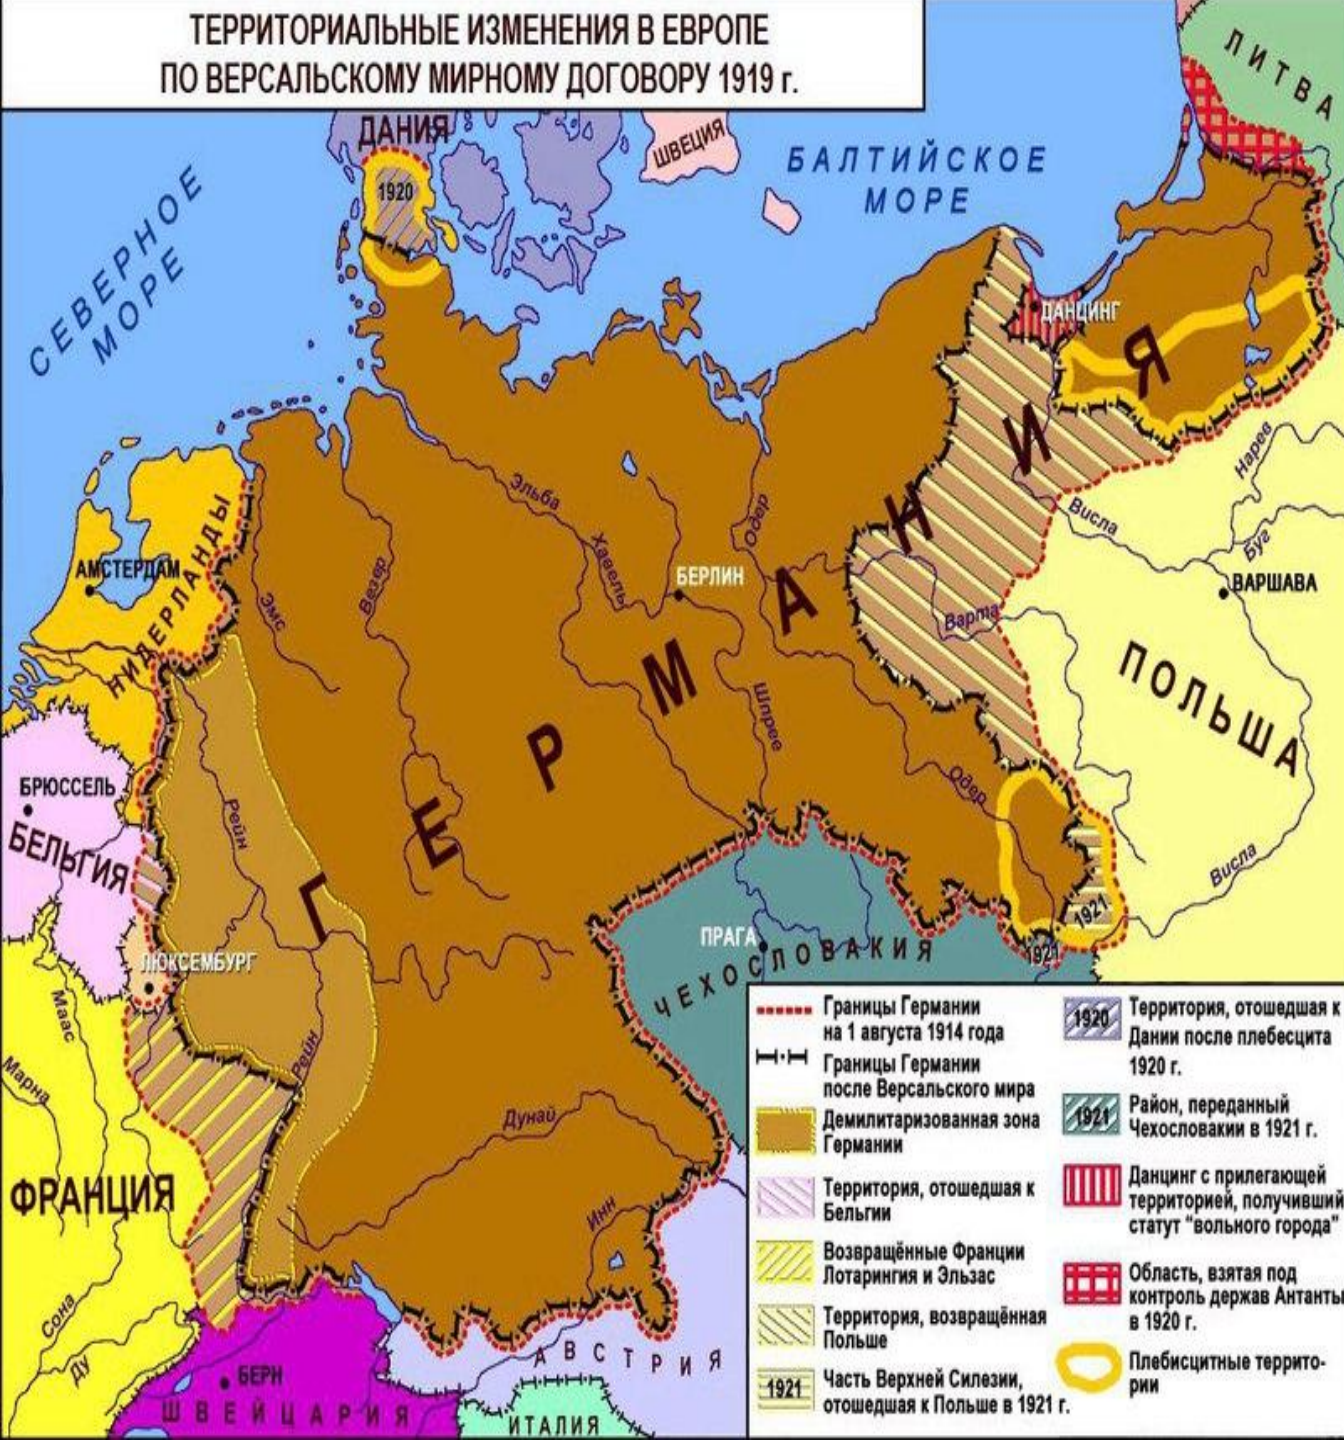 ТЕРРИТОРИАЛЬНЫЕ ИЗМЕНЕНИЯ В ЕВРОПЕ
ПО ВЕРСАЛЬСКОМУ МИРНОМУ ДОГОВОРУ 1919 г.
ЛИТВА
ДАНИЯ
ШВЕЦИЯ
БАЛТИЙСКОЕ
МОРЕ
1920
СЕВЕРНОЕ
МОРЕ
ДАНЦИНГ
ГЕРМАНИЯ
Нарев
Висла
Буг
Эльба
Одер
Хавель
АМСТЕРДАМ
НИДЕРЛАНДЫ
Эмс
Везер
БЕРЛИН
ВАРШАВА
Варта
ПОЛЬША
Шпрее
Одер
БРЮССЕЛЬ
БЕЛЬГИЯ
Рейн
Висла
1921
1921
ПРАГА
ЧЕХОСЛОВАКИЯ
ЛЮКСЕМБУРГ
Маас
Марна
Рейн
Дунай
ФРАНЦИЯ
Инн
Сона
Ду
БЕРН
ШВЕЙЦАРИЯ
АВСТРИЯ
ИТАЛИЯ
Границы Германии
на 1 августа 1914 года
Границы Германии
после Версальского мира
Демилитаризованная зона
Германии
Территория, отошедшая к
Бельгии
Возвращённые Франции
Лотарингия и Эльзас
Территория, возвращённая
Польше
1921
Часть Верхней Силезии,
отошедшая к Польше в 1921 г.
1920
Территория, отошедшая к
Дании после плебесцита
1920 г.
1921
Район, переданный
Чехословакии в 1921 г.
Данцинг с прилегающей
территорией, получивший
статут "вольного города"
Область, взятая под
контроль держав Антанты
в 1920 г.
Плебисцитные террито-
рии